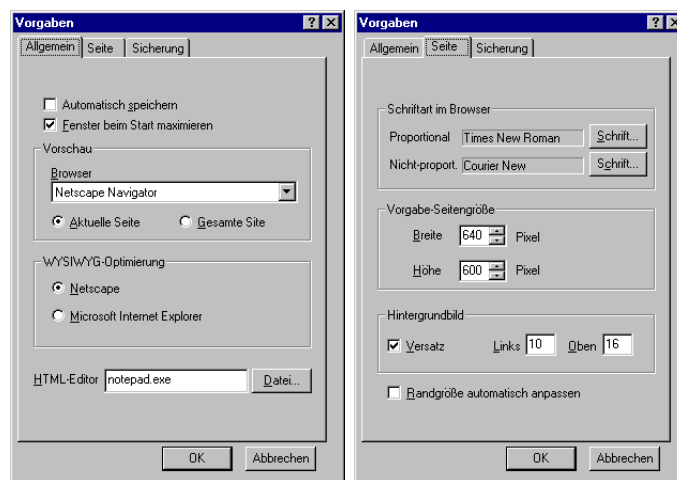 Vorgaben
Allgemein Seite Sicherung
Automatisch speichern
Fenster beim Start maximieren
Vorschau
Browser
Netscape Navigator
Aktuelle Seite Gesamte Site
WYSIWYG-Optimierung
Netscape
Microsoft Internet Explorer
HTML-Editor notepad.exe Datei...
OK Abbrechen
Vorgaben
Allgemein Seite Sicherung
Schriftart im Browser
Proportional Times New Roman Schrift...
Nicht-proport. Courier New Schrift...
Vorgabe-Seitengröße
Breite 640 Pixel
Höhe 600 Pixel
Hintergrundbild
Versatz Links 10 Oben 16
Randgröße automatisch anpassen
OK Abbrechen